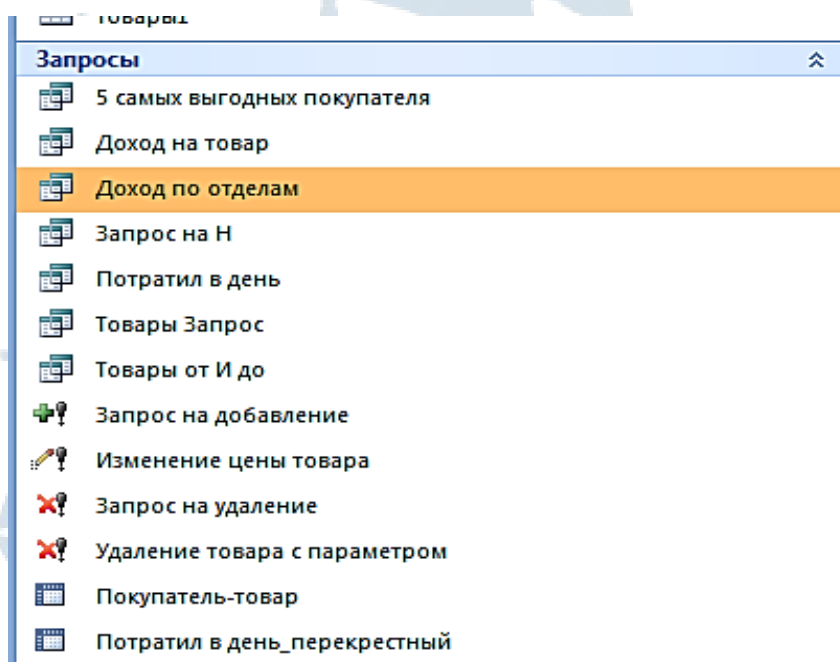 Товары1
Запросы
5 самых выгодных покупателя
Доход на товар
Доход по отделам
Запрос на Н
Потратил в день
Товары Запрос
Товары от И до
Запрос на добавление
Изменение цены товара
Запрос на удаление
Удаление товара с параметром
Покупатель-товар
Потратил в день_перекрестный